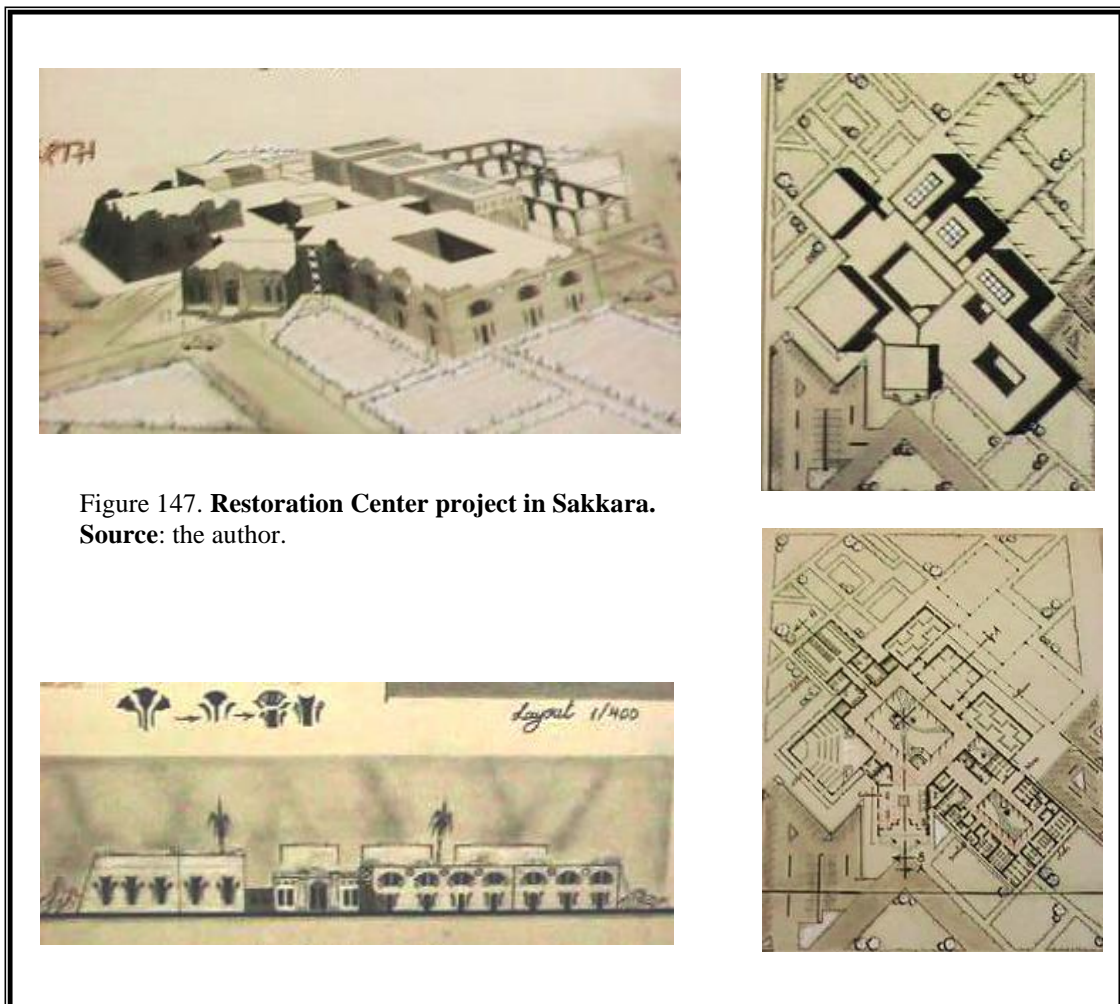 Figure 147. Restoration Center project in Sakkara.
Source: the author.
Layout 1/400